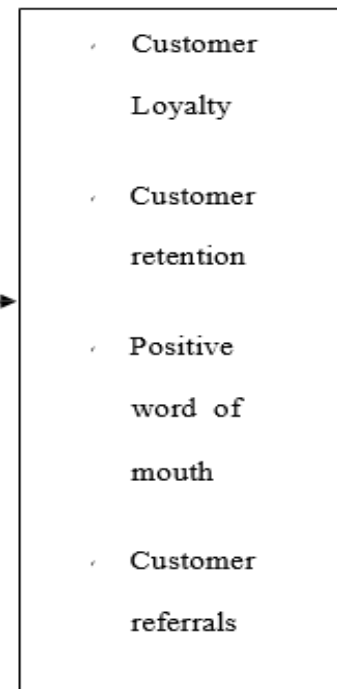 Customer
Loyalty
Customer
retention
Positive
word of
mouth
Customer
referrals